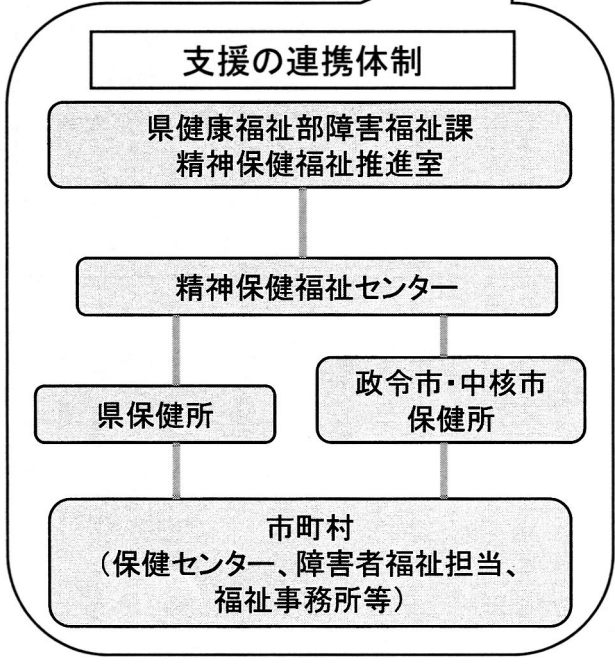 支援の連携体制
県健康福祉部障害福祉課
精神保健福祉推進室
精神保健福祉センター
県保健所
政令市・中核市
保健所
市町村
（保健センター、障害者福祉担当、
福祉事務所等）